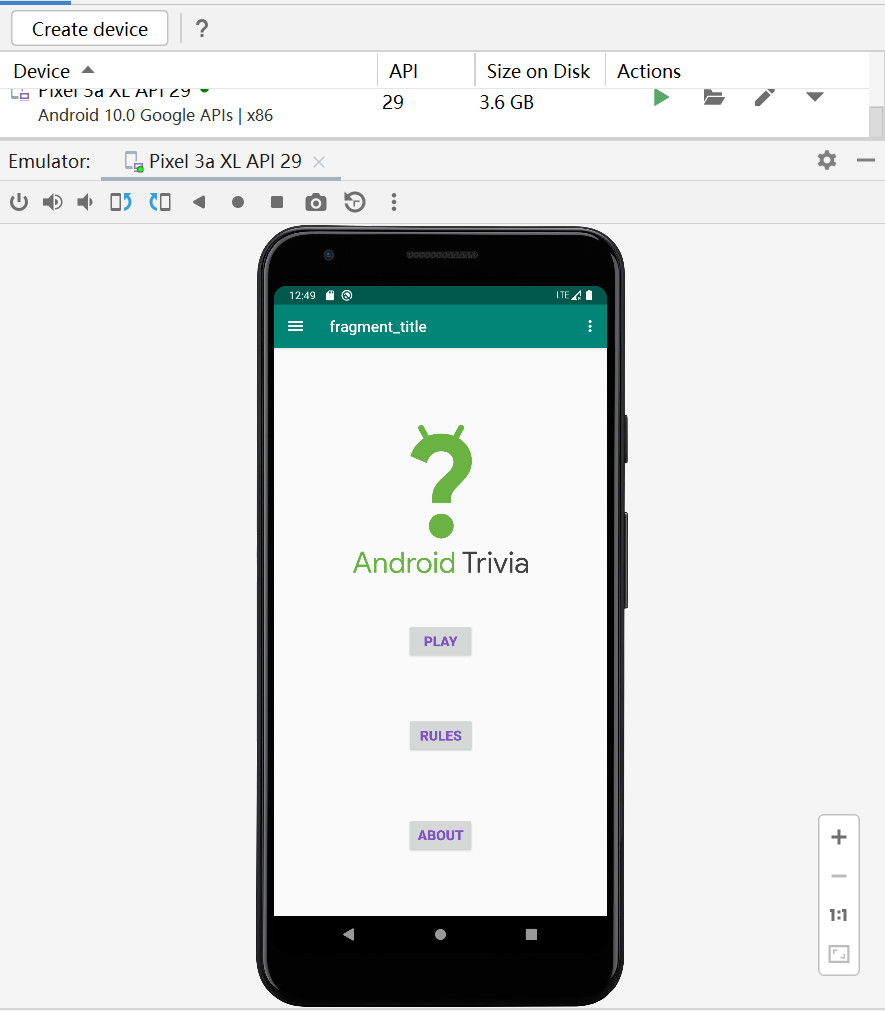 Create device ?
Device API Size on Disk Actions
Pixel 3a XL API 29 29 3.6 GB
Android 10.0 Google APIs | x86
Emulator: Pixel 3a XL API 29
12:49 LTE
fragment_title
?
Android Trivia
PLAY
RULES
ABOUT
1:1